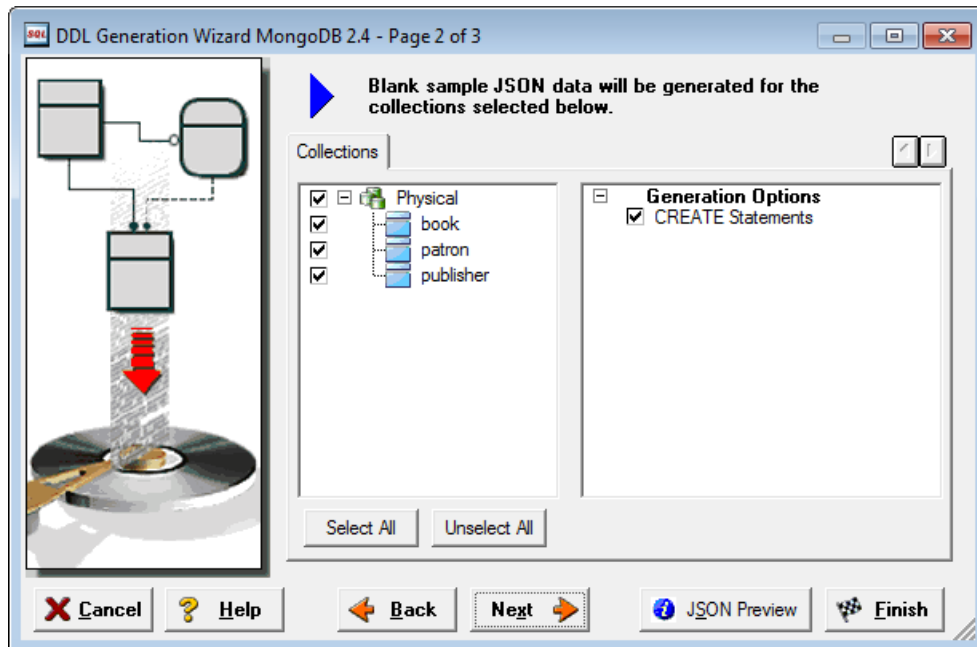 SQL
DDL Generation Wizard MongoDB 2.4 - Page 2 of 3
Blank sample JSON data will be generated for the
collections selected below.
Collections
Physical
book
patron
publisher
Generation Options
CREATE Statements
Select All
Unselect All
Cancel
Help
Back
Next
JSON Preview
Finish